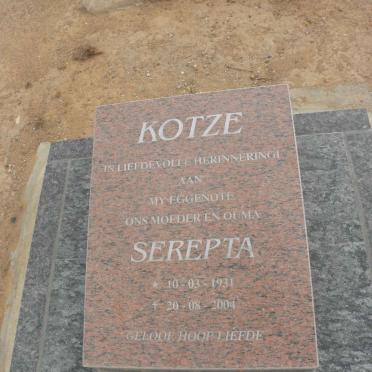 KOTZE
IN LIEFDEVOLLE HERINNERING
AAN
MY EGGENOTE
ONS MOEDER EN OUMA
SEREPTA
* 10-03-1931
† 20-08-2004
GELOOF HOOP LIEFDE